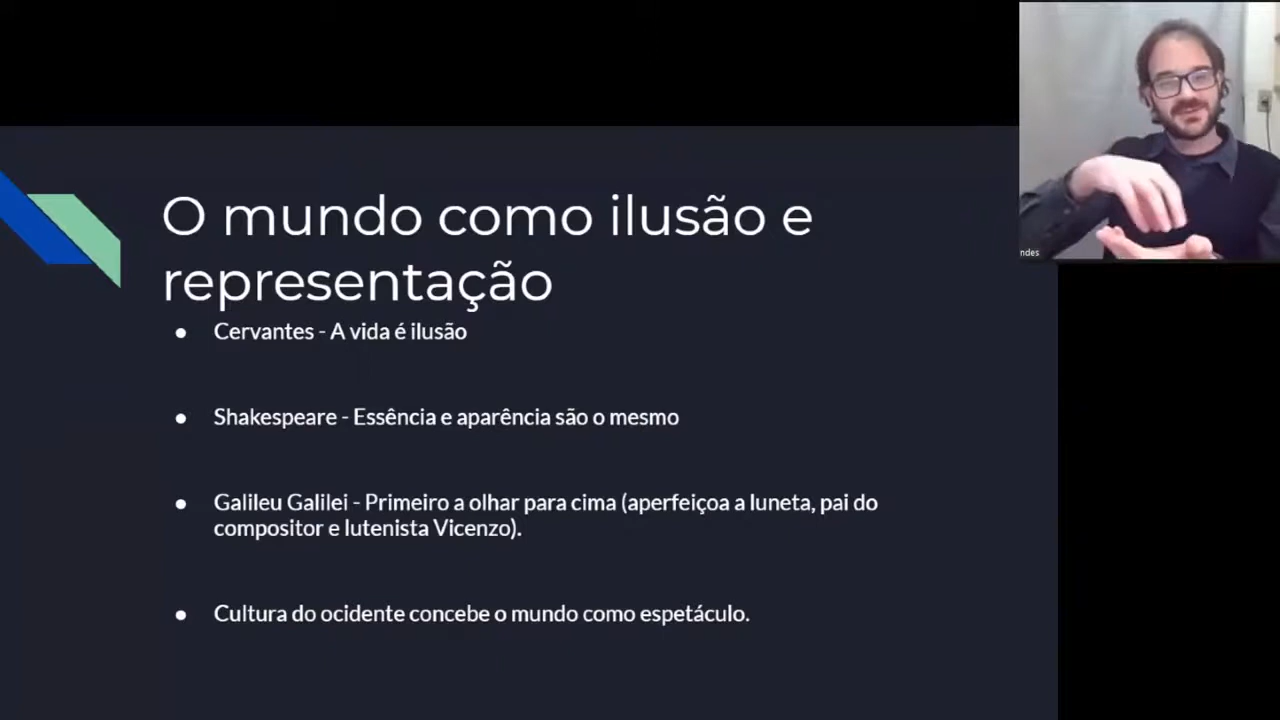 O mundo como ilusão e
representação
● Cervantes - A vida é ilusão
● Shakespeare - Essência e aparência são o mesmo
● Galileu Galilei - Primeiro a olhar para cima (aperfeiçoa a luneta, pai do
compositor e lutenista Vicenzo).
● Cultura do ocidente concebe o mundo como espetáculo.
ndes